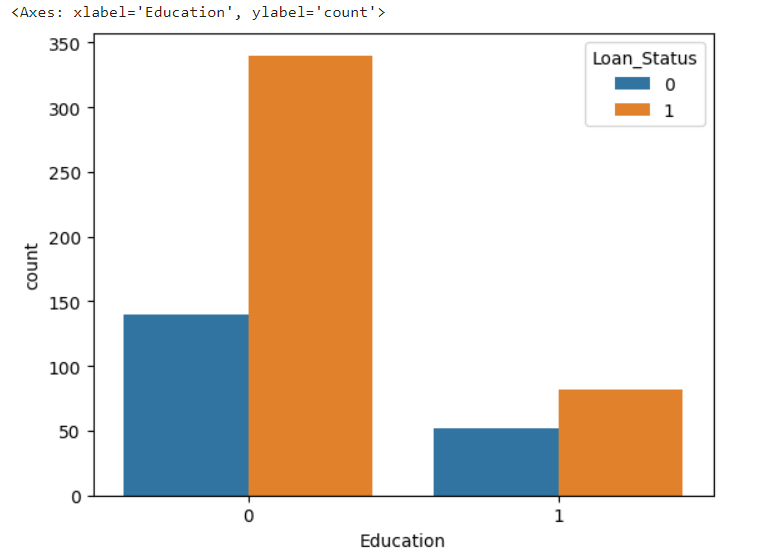 <Axes: xlabel='Education', ylabel='count'>
350
300
250
200
150
100
50
0
count
Loan_Status
0
1
0 1
Education